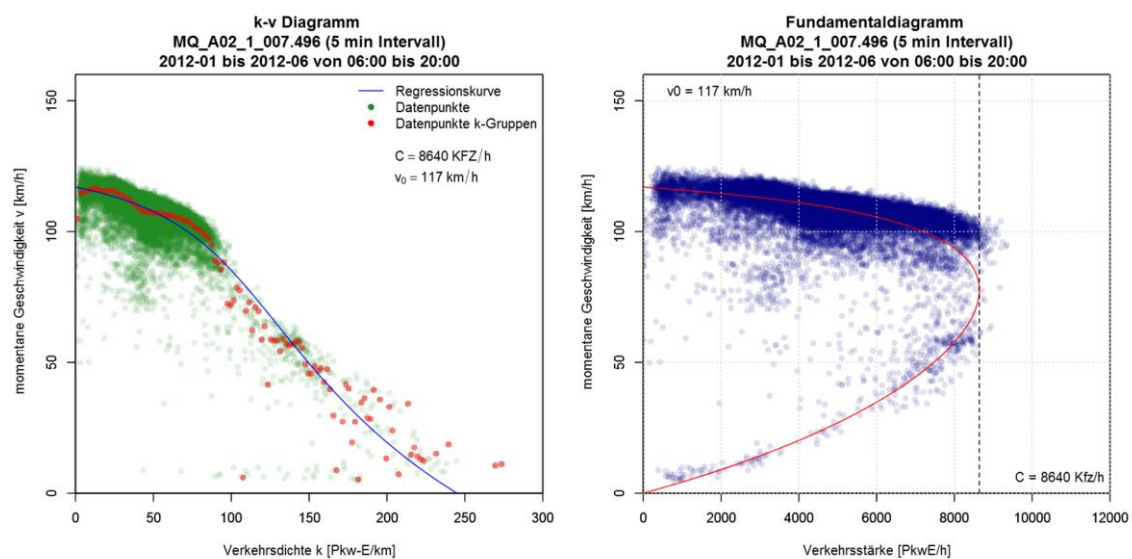 k-v Diagramm
MQ_A02_1_007.496 (5 min Intervall)
2012-01 bis 2012-06 von 06:00 bis 20:00
momentane Geschwindigkeit v [km/h]
150
100
50
0
Regressionskurve
Datenpunkte
Datenpunkte k-Gruppen
C = 8640 KFZ/h
v0 = 117 km/h
0 50 100 150 200 250 300
Verkehrsdichte k [Pkw-E/km]
Fundamentaldiagramm
MQ_A02_1_007.496 (5 min Intervall)
2012-01 bis 2012-06 von 06:00 bis 20:00
momentane Geschwindigkeit [km/h]
150
100
50
0
v0 = 117 km/h
C = 8640 Kfz/h
0 2000 4000 6000 8000 10000 12000
Verkehrsstärke [PkwE/h]